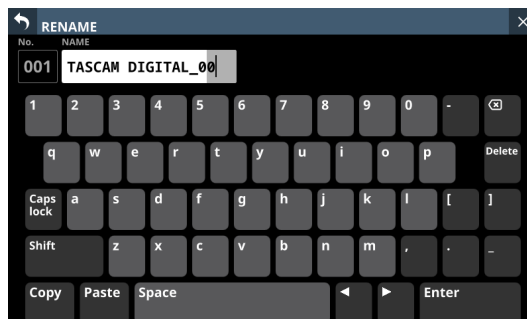 RENAME
No. NAME
001 TASCAM DIGITAL_00
1 2 3 4 5 6 7 8 9 0 -
q w e r t y u i o p Delete
Caps lock a s d f g h j k l [ ]
Shift z x c v b n m , . _
Copy Paste Space ◀ ▶ Enter